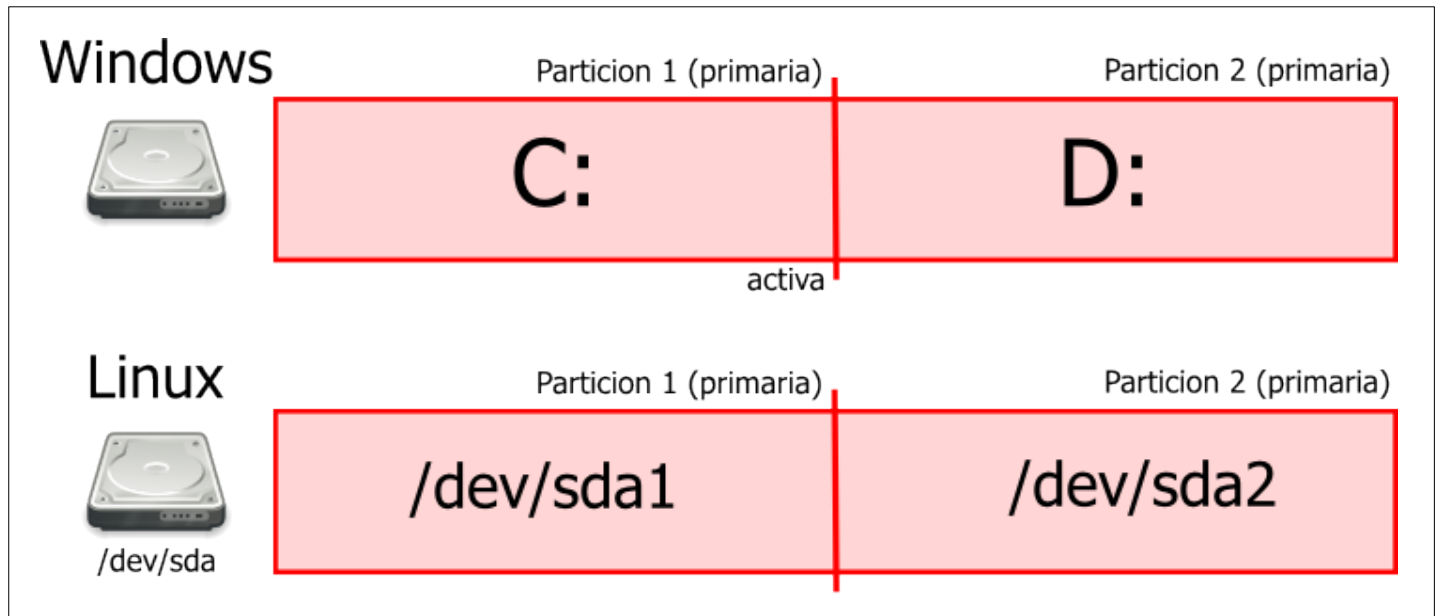 Windows
Particion 1 (primaria)
Particion 2 (primaria)
C:
D:
activa
Linux
Particion 1 (primaria)
Particion 2 (primaria)
/dev/sda1
/dev/sda2
/dev/sda